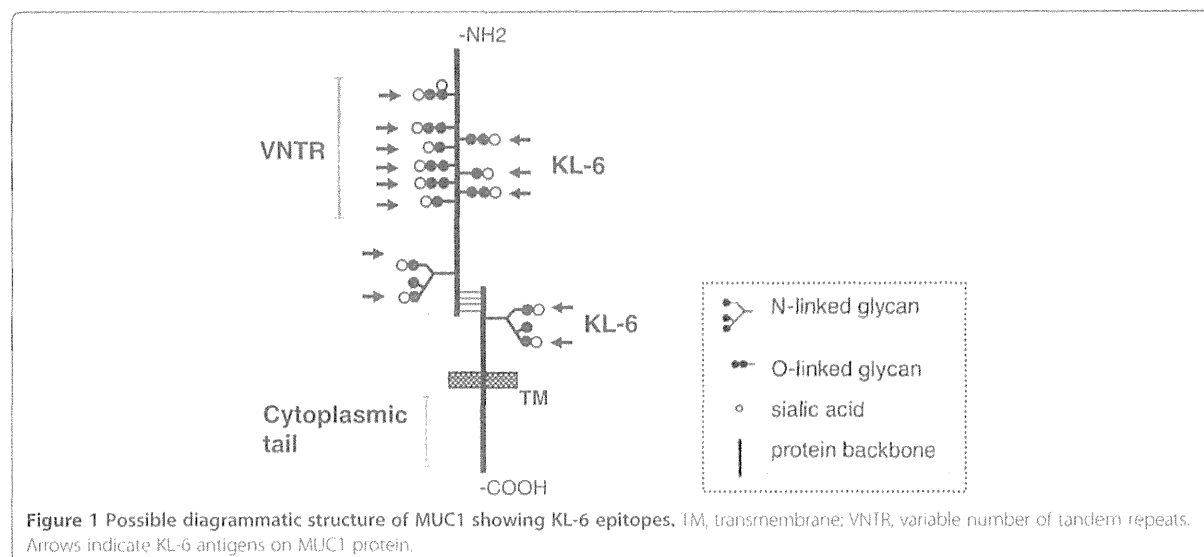 -NH2
VNTR
KL-6
KL-6
TM
Cytoplasmic
tail
-COOH
N-linked glycan
O-linked glycan
sialic acid
protein backbone
Figure 1 Possible diagrammatic structure of MUC1 showing KL-6 epitopes. TM, transmembrane; VNTR, variable number of tandem repeats.
Arrows indicate KL-6 antigens on MUC1 protein.